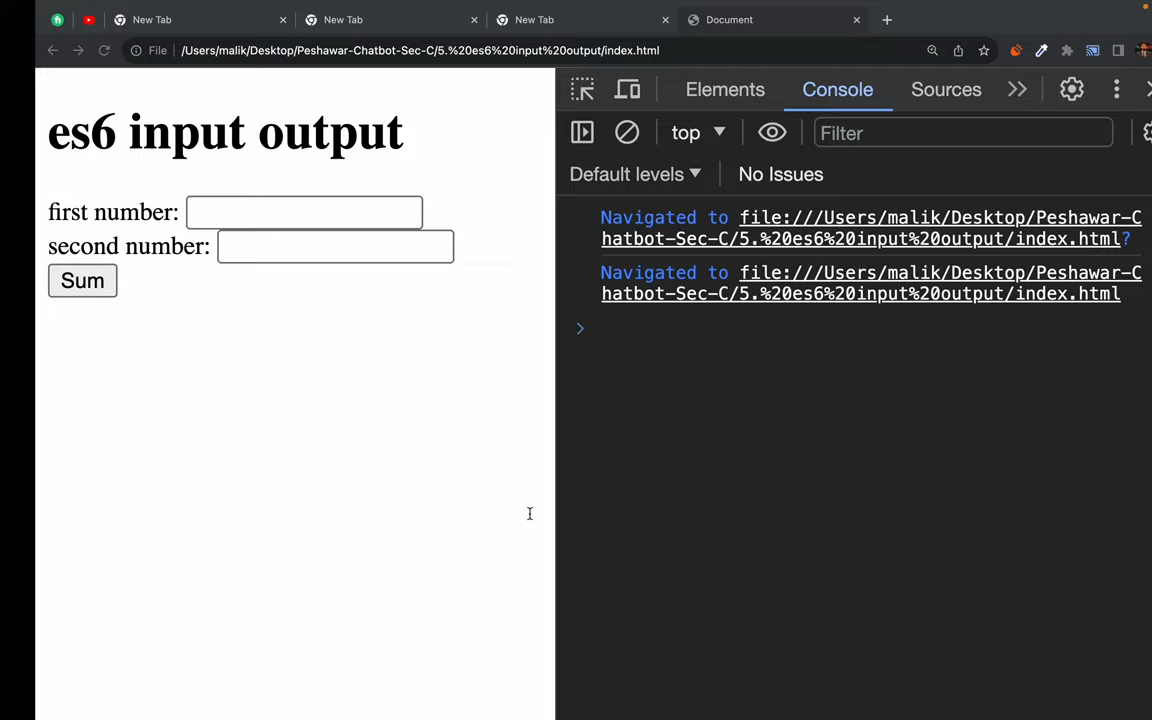 New Tab
New Tab
New Tab
Document
File
/Users/malik/Desktop/Peshawar-Chatbot-Sec-C/5.%20es6%20input%20output/index.html
es6 input output
first number:
second number:
Sum
Elements
Console
Sources
top
Filter
Default levels
No Issues
Navigated to file:///Users/malik/Desktop/Peshawar-C
hatbot-Sec-C/5.%20es6%20input%20output/index.html?
Navigated to file:///Users/malik/Desktop/Peshawar-C
hatbot-Sec-C/5.%20es6%20input%20output/index.html